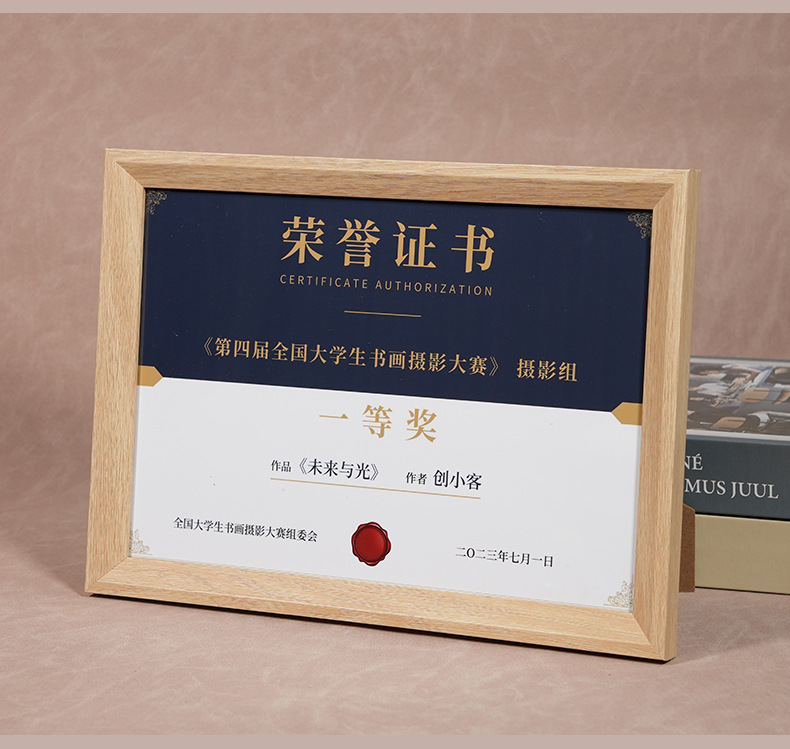 荣誉证书
CERTIFICATE AUTHORIZATION
《第四届全国大学生书画摄影大赛》 摄影组
一等奖
作品《未来与光》 作者 创小客
全国大学生书画摄影大赛组委会
二〇二三年七月一日
NÉ
MUS JUUL